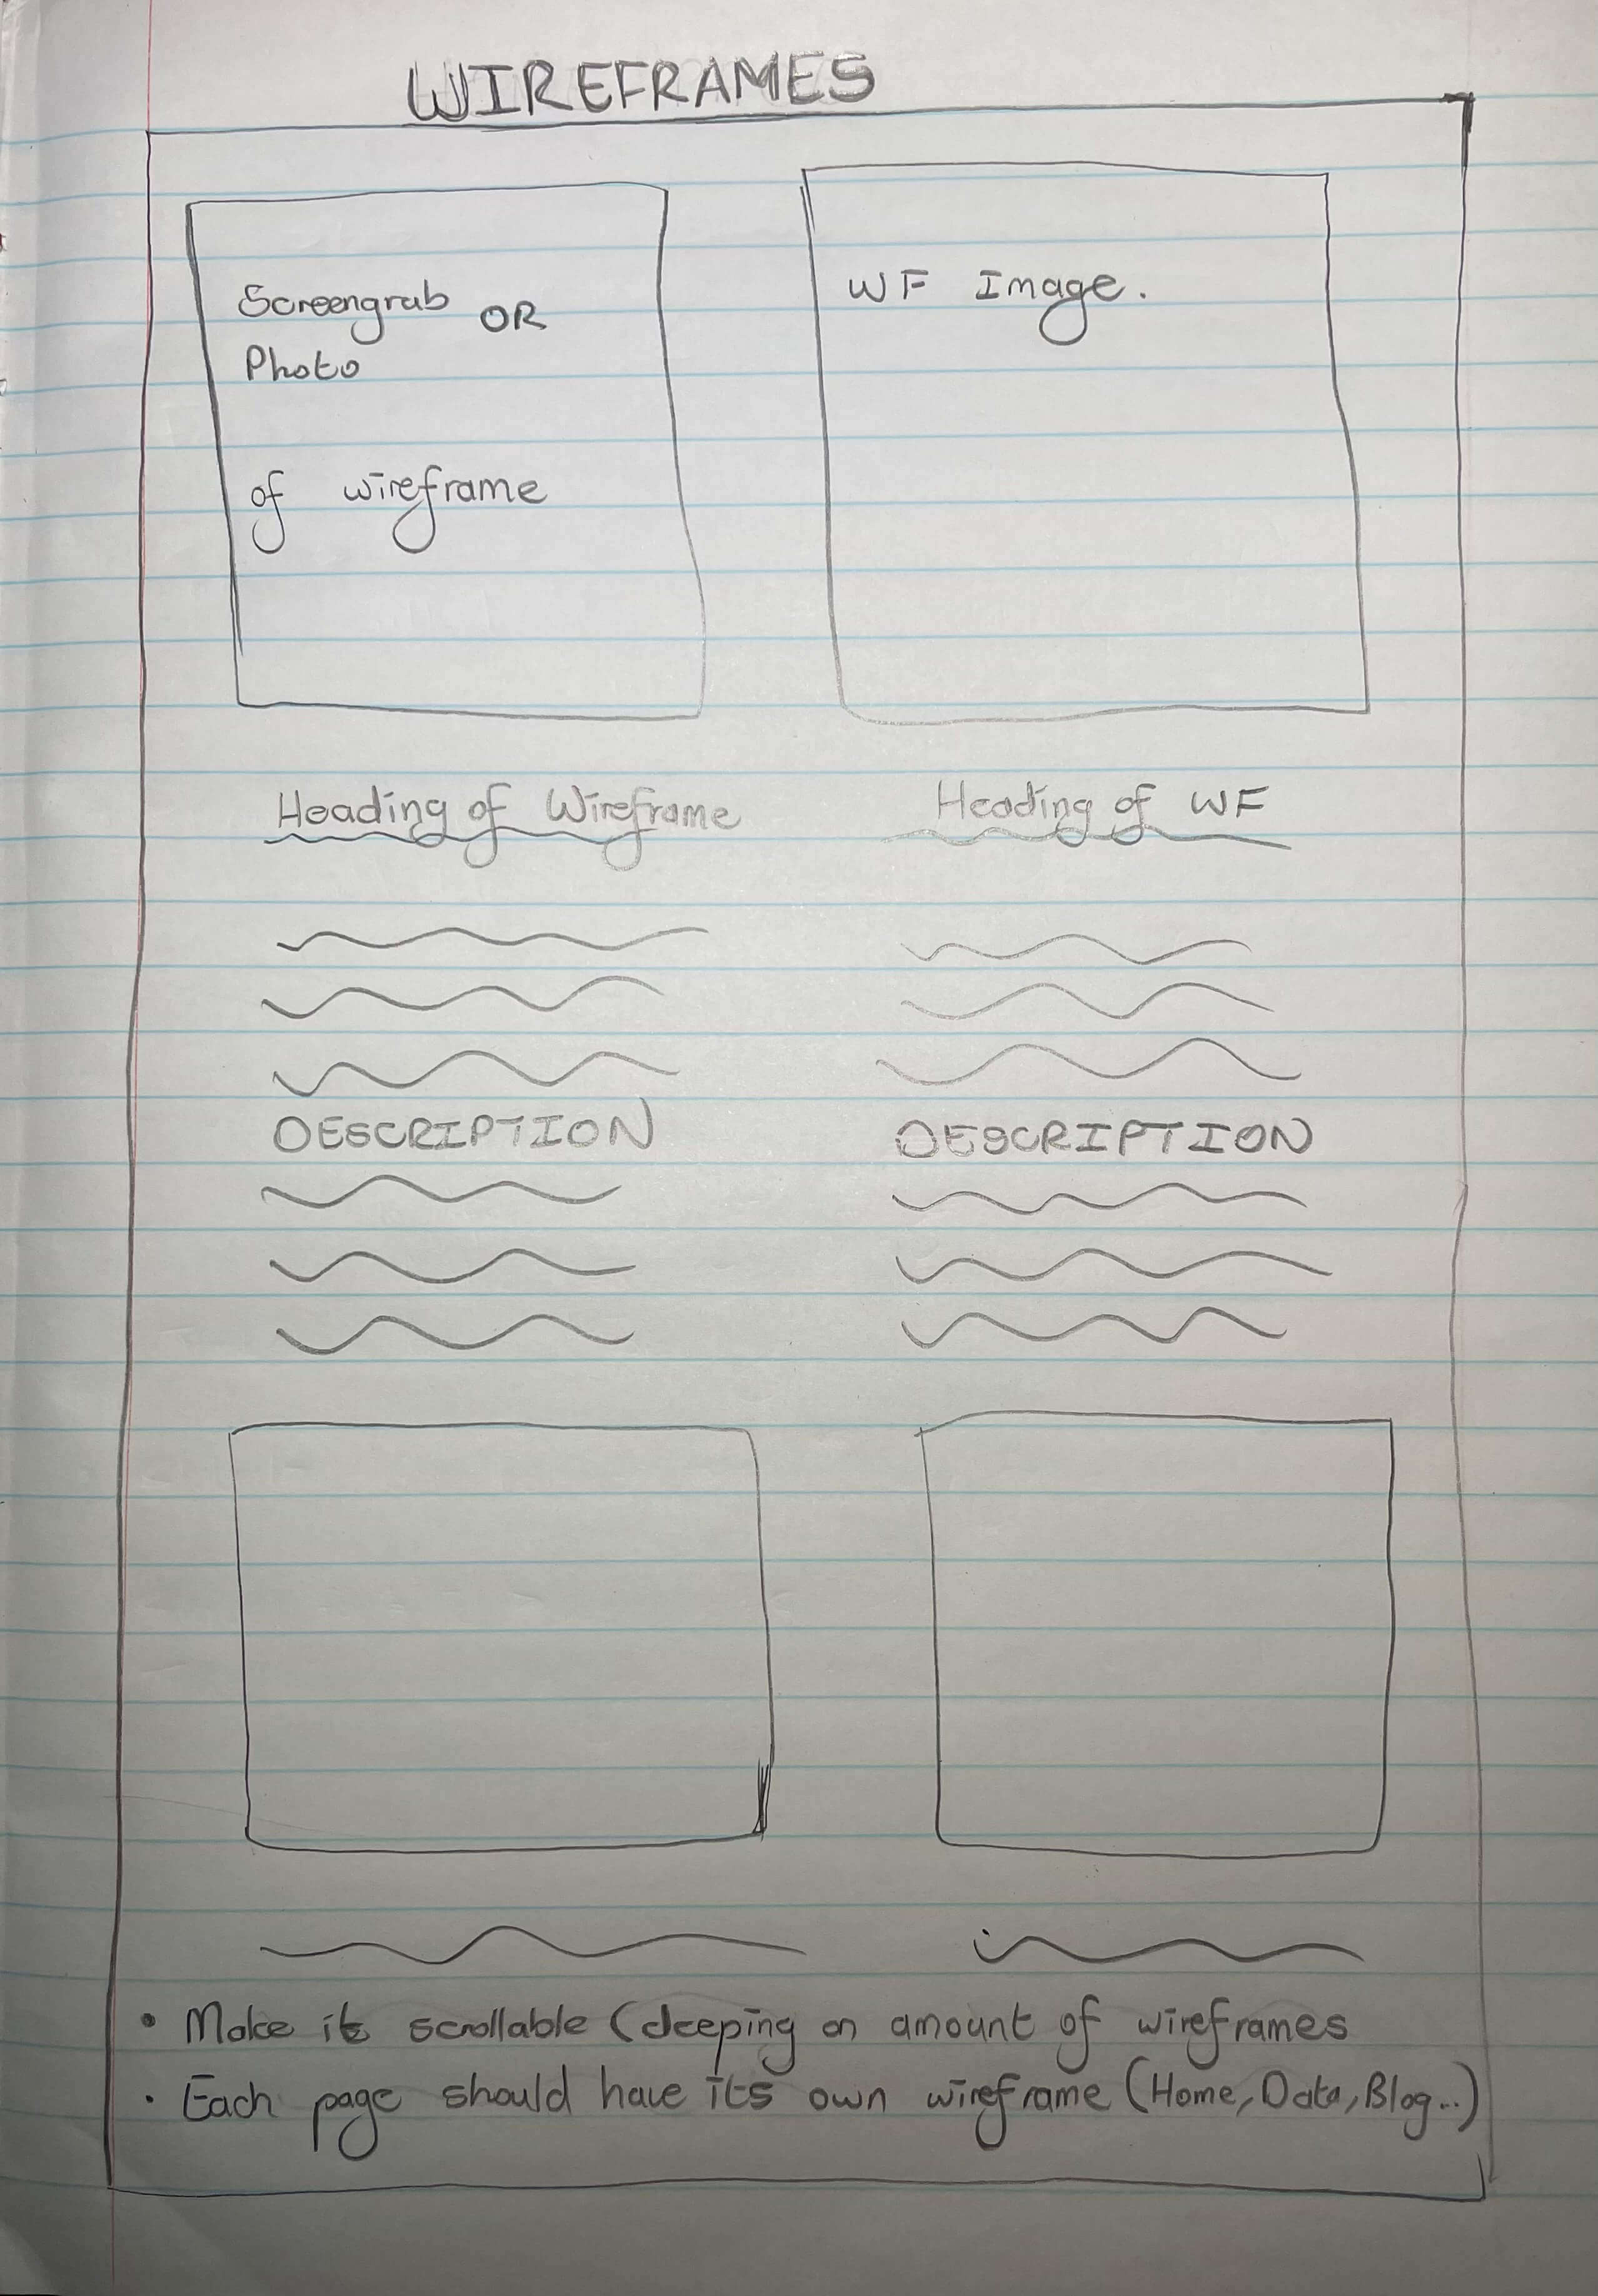 WIREFRAMES
Screengrab OR
Photo
of wireframe
WF Image.
Heading of Wireframe
Heading of WF
DESCRIPTION
DESCRIPTION
• Make it scrollable (deeping on amount of wireframes
• Each page should have its own wireframe (Home, Data, Blog..)